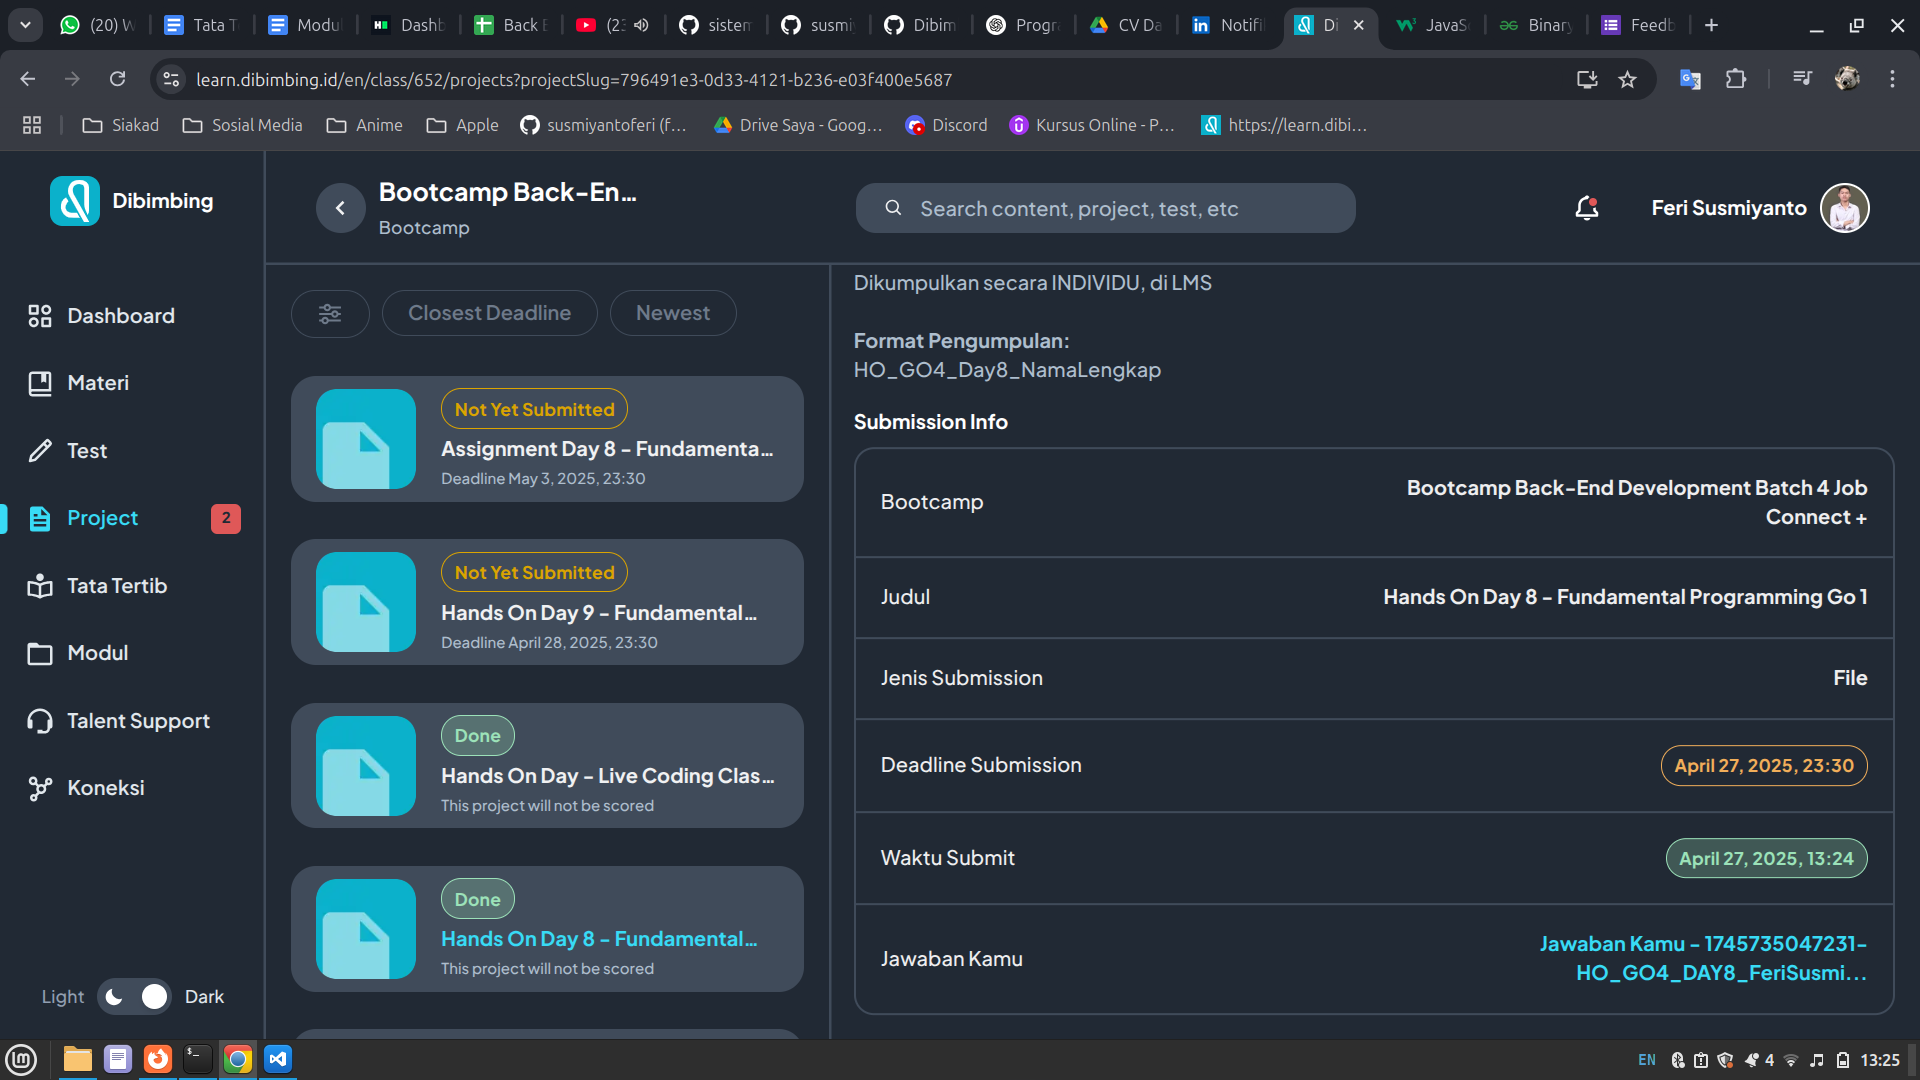 (20) W
Tata T
Modul
Dashb
Back E
(23
sistem
susmi
Dibim
Progra
CV Da
Notifi
Di
JavaS
Binary
Feedb
learn.dibimbing.id/en/class/652/projects?projectSlug=796491e3-0d33-4121-b236-e03f400e5687
Siakad
Sosial Media
Anime
Apple
susmiyantoferi (f...
Drive Saya - Goog...
Discord
Kursus Online - P...
https://learn.dibi...
Dibimbing
Bootcamp Back-En...
Bootcamp
Search content, project, test, etc
Feri Susmiyanto
Dashboard
Materi
Test
Project
2
Tata Tertib
Modul
Talent Support
Koneksi
Light
Dark
Closest Deadline
Newest
Not Yet Submitted
Assignment Day 8 - Fundamenta...
Deadline May 3, 2025, 23:30
Not Yet Submitted
Hands On Day 9 - Fundamental...
Deadline April 28, 2025, 23:30
Done
Hands On Day - Live Coding Clas...
This project will not be scored
Done
Hands On Day 8 - Fundamental...
This project will not be scored
Dikumpulkan secara INDIVIDU, di LMS
Format Pengumpulan:
HO_GO4_Day8_NamaLengkap
Submission Info
Bootcamp
Bootcamp Back-End Development Batch 4 Job
Connect +
Judul
Hands On Day 8 - Fundamental Programming Go 1
Jenis Submission
File
Deadline Submission
April 27, 2025, 23:30
Waktu Submit
April 27, 2025, 13:24
Jawaban Kamu
Jawaban Kamu - 1745735047231-
HO_GO4_DAY8_FeriSusmi...
EN
4
13:25